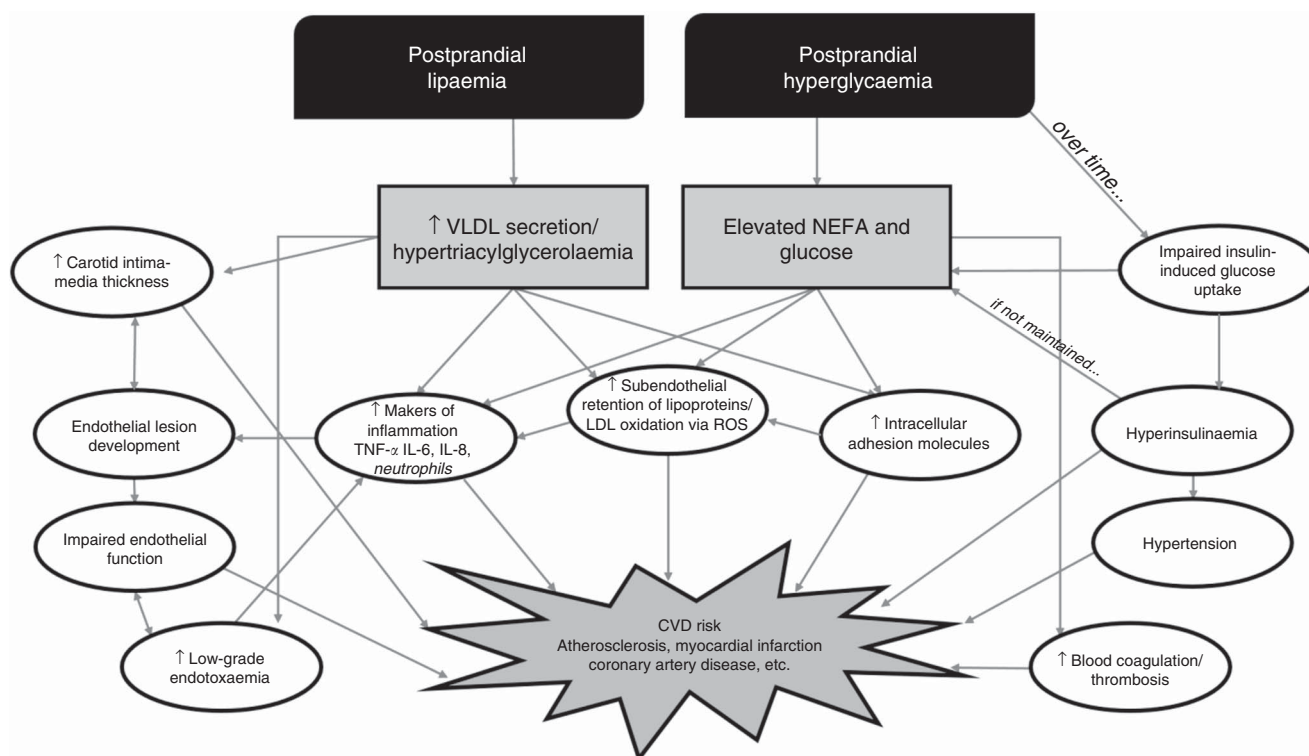 Postprandial
lipaemia
Postprandial
hyperglycaemia
over time...
↑ VLDL secretion/
hypertriacylglycerolaemia
Elevated NEFA and
glucose
↑ Carotid intima-
media thickness
Impaired insulin-
induced glucose
uptake
if not maintained...
Endothelial lesion
development
↑ Makers of
inflammation
TNF-α IL-6, IL-8,
neutrophils
↑ Subendothelial
retention of lipoproteins/
LDL oxidation via ROS
↑ Intracellular
adhesion molecules
Hyperinsulinaemia
Impaired endothelial
function
Hypertension
↑ Low-grade
endotoxaemia
CVD risk
Atherosclerosis, myocardial infarction
coronary artery disease, etc.
↑ Blood coagulation/
thrombosis